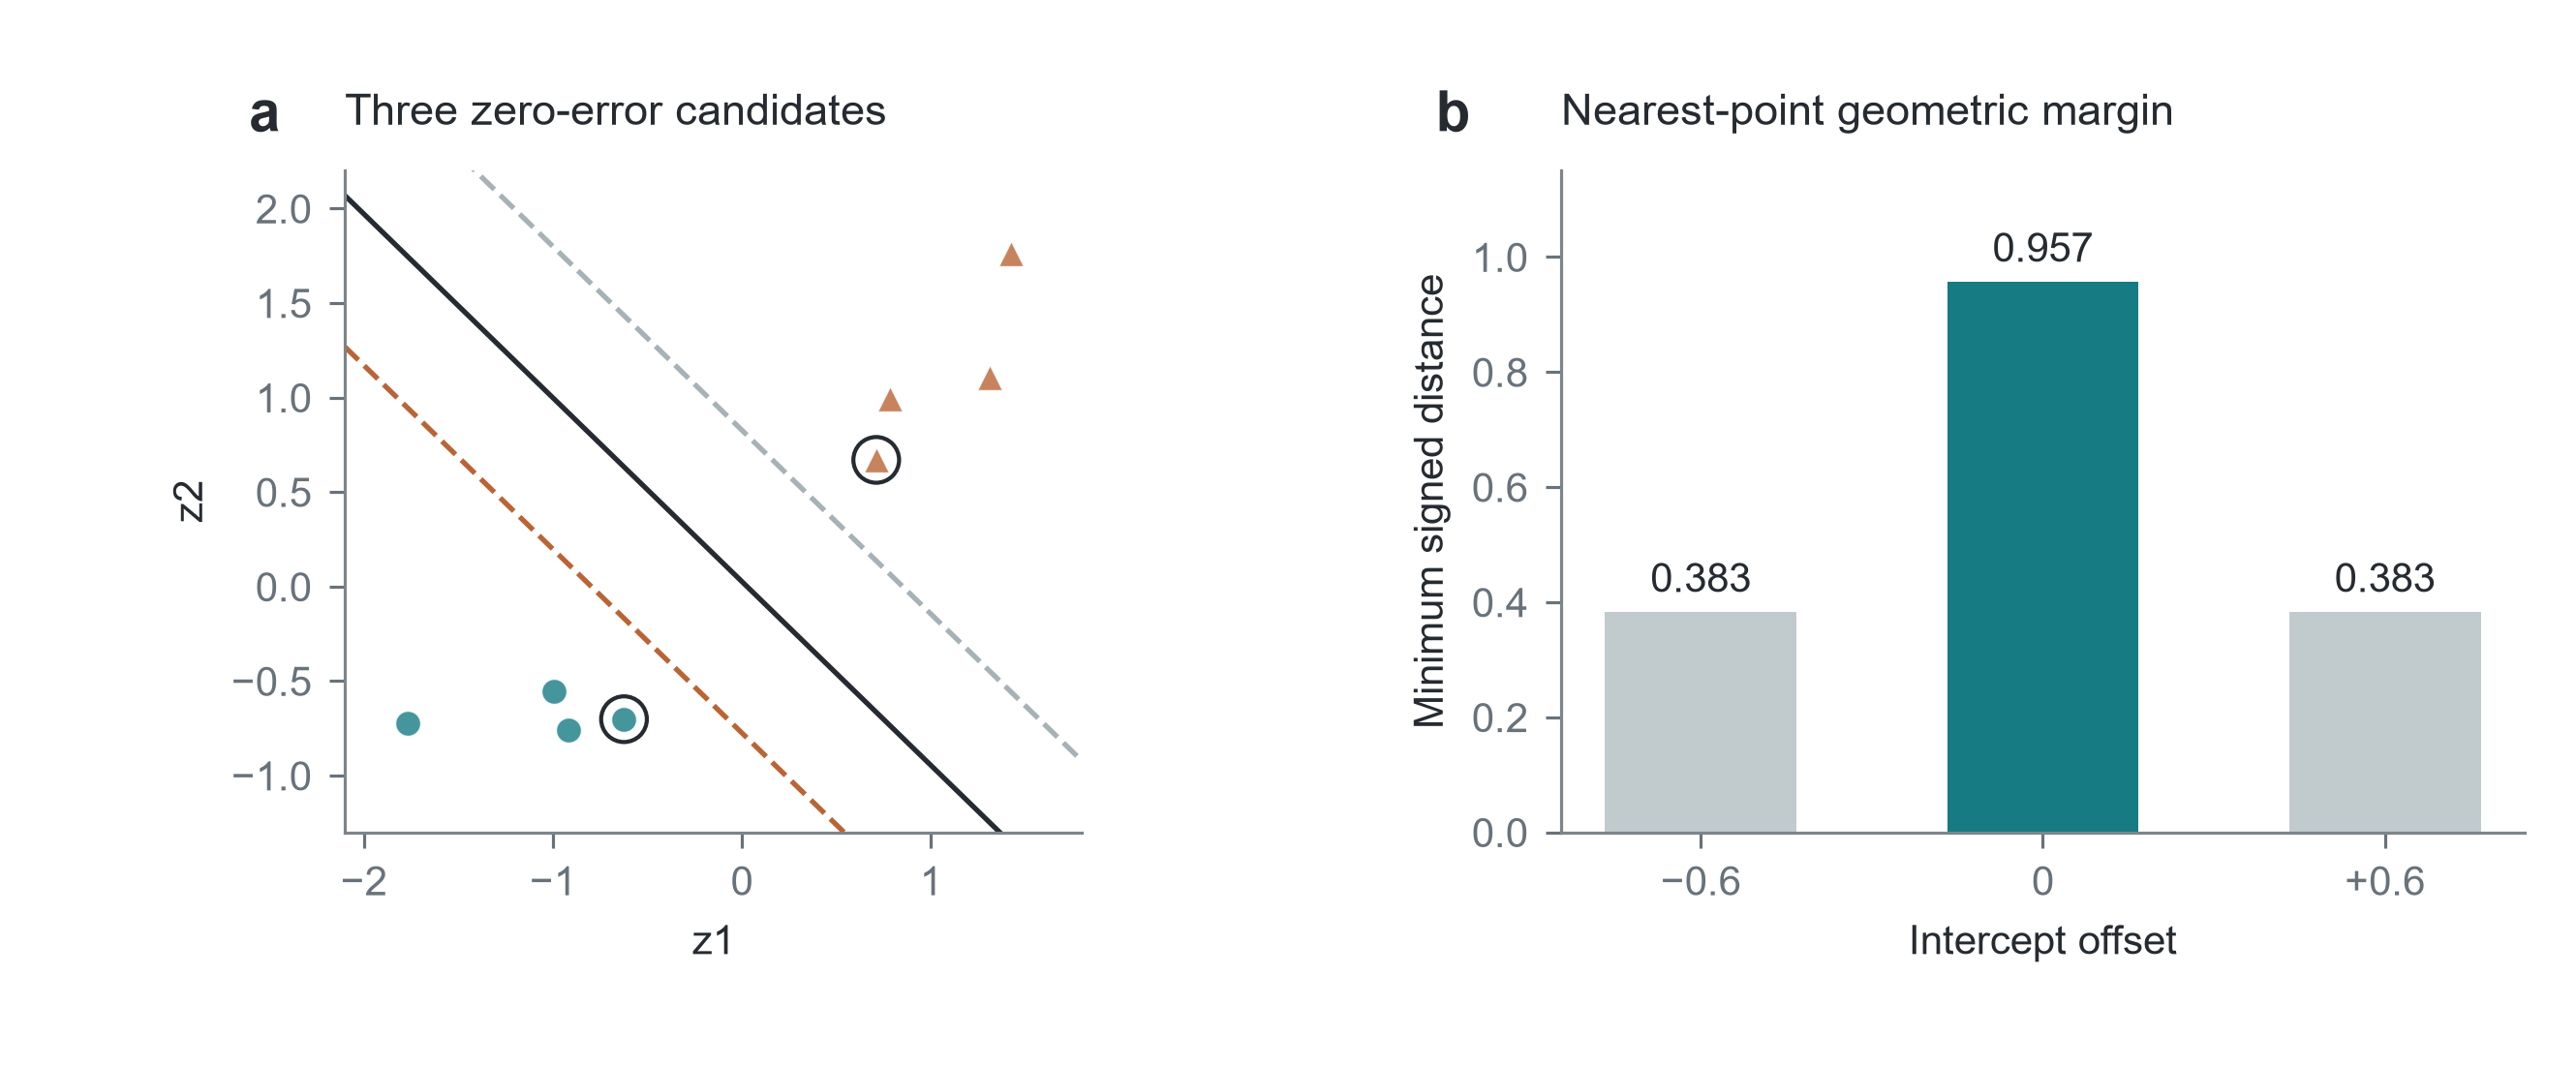 a Three zero-error candidates
2.0
1.5
1.0
0.5
0.0
−0.5
−1.0
z2
−2 −1 0 1
z1
b Nearest-point geometric margin
1.0
0.8
0.6
0.4
0.2
0.0
Minimum signed distance
0.383
0.957
0.383
−0.6 0 +0.6
Intercept offset